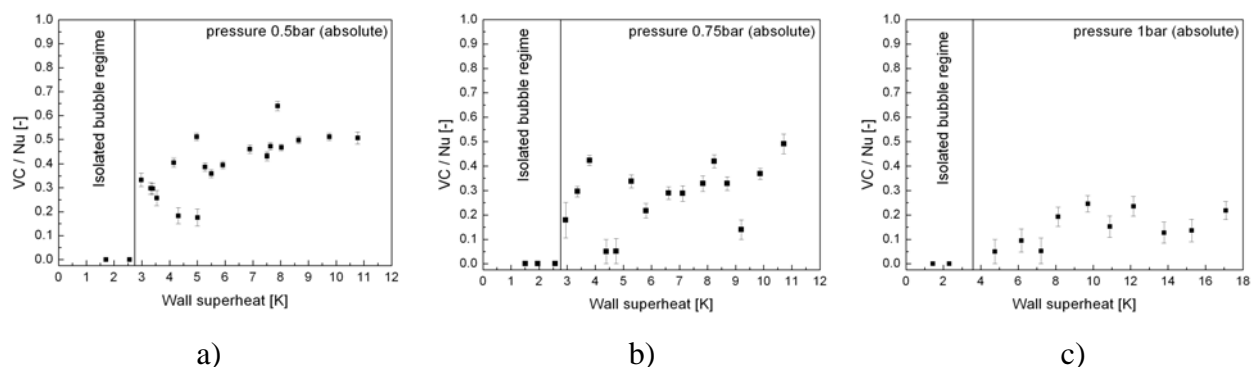 pressure 0.5bar (absolute)
Isolated bubble regime
VC / Nu [-]
1.0
0.9
0.8
0.7
0.6
0.5
0.4
0.3
0.2
0.1
0.0
0 1 2 3 4 5 6 7 8 9 10 11 12
Wall superheat [K]
a)
pressure 0.75bar (absolute)
Isolated bubble regime
VC / Nu [-]
1.0
0.9
0.8
0.7
0.6
0.5
0.4
0.3
0.2
0.1
0.0
0 1 2 3 4 5 6 7 8 9 10 11 12
Wall superheat [K]
b)
pressure 1bar (absolute)
Isolated bubble regime
VC / Nu [-]
1.0
0.9
0.8
0.7
0.6
0.5
0.4
0.3
0.2
0.1
0.0
0 2 4 6 8 10 12 14 16 18
Wall superheat [K]
c)